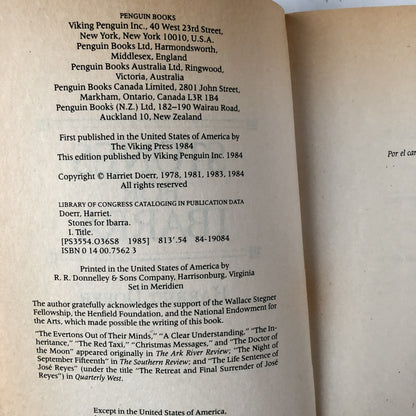 PENGUIN BOOKS
Viking Penguin Inc., 40 West 23rd Street,
New York, New York 10010, U.S.A.
Penguin Books Ltd, Harmondsworth,
Middlesex, England
Penguin Books Australia Ltd, Ringwood,
Victoria, Australia
Penguin Books Canada Limited, 2801 John Street,
Markham, Ontario, Canada L3R 1B4
Penguin Books (N.Z.) Ltd, 182–190 Wairau Road,
Auckland 10, New Zealand
First published in the United States of America by
The Viking Press 1984
This edition published by Viking Penguin Inc. 1984
Copyright © Harriet Doerr, 1978, 1981, 1983, 1984
All rights reserved
LIBRARY OF CONGRESS CATALOGING IN PUBLICATION DATA
Doerr, Harriet.
Stones for Ibarra.
I. Title.
[PS3554.O36S8 1985] 813'.54 84-19084
ISBN 0 14 00.7562 3
Printed in the United States of America by
R. R. Donnelley & Sons Company, Harrisonburg, Virginia
Set in Meridien
The author gratefully acknowledges the support of the Wallace Stegner
Fellowship, the Henfield Foundation, and the National Endowment for
the Arts, which made possible the writing of this book.
"The Evertons Out of Their Minds," "A Clear Understanding," "The In-
heritance," "The Red Taxi," "Christmas Messages," and "The Doctor of
the Moon" appeared originally in The Ark River Review; "The Night of
September Fifteenth" in The Southern Review; and "The Life Sentence of
José Reyes" (under the title "The Retreat and Final Surrender of José
Reyes") in Quarterly West.
Except in the United States of America,
Por el